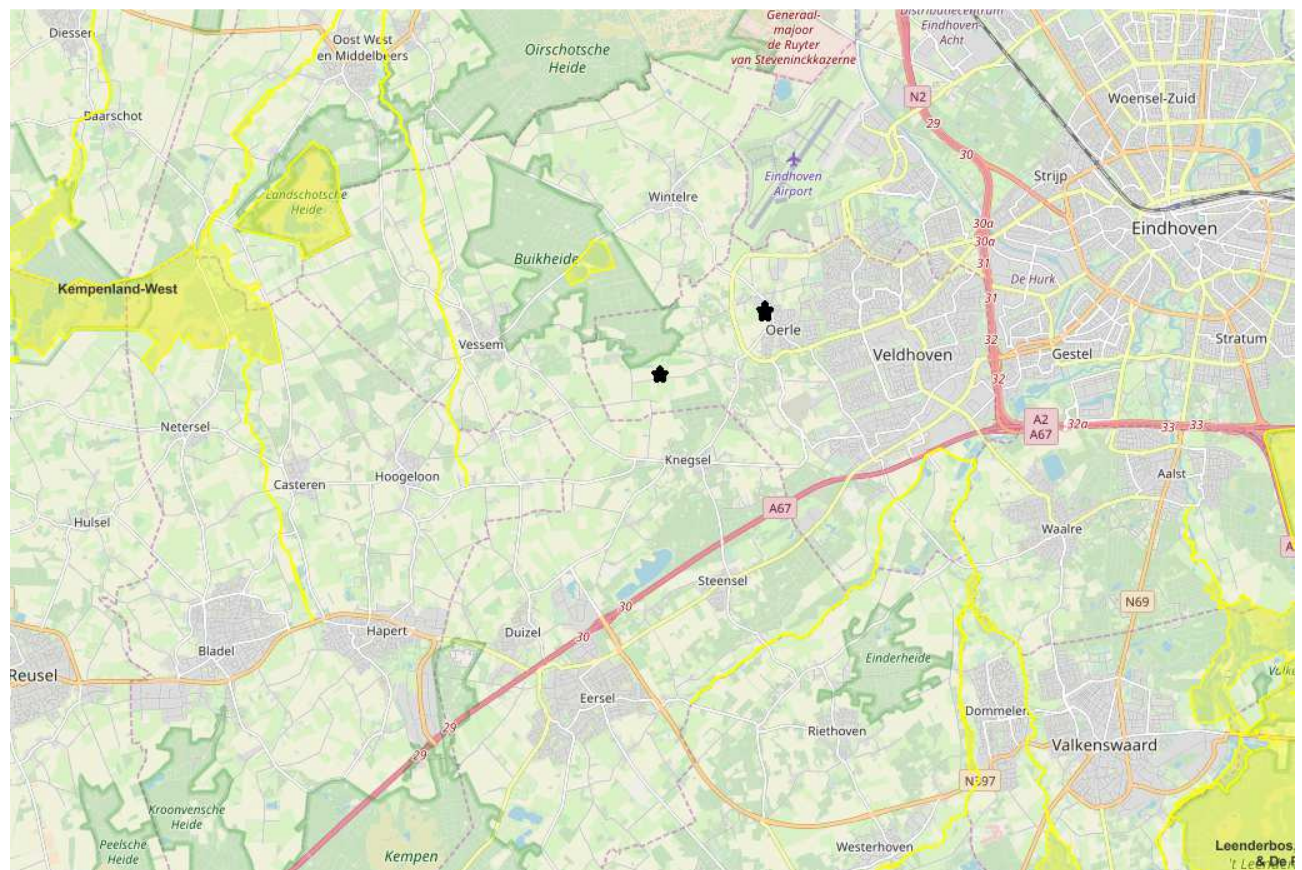 Generaal-
majoor
de Ruyter
van Steveninckkazerne
Distributiecentrum
Eindhoven-
Acht
Diessen
Oost West
en Middelbeers
Oirschotsche
Heide
N2
29
Woensel-Zuid
Baarschot
30
Eindhoven
Airport
Strijp
Landschotsche
Heide
Wintelre
30a
30a
Eindhoven
Buikheide
31
De Hurk
Kempenland-West
31
Oerle
32
Stratum
Vessem
Veldhoven
Gestel
32
Netersel
A2
A67
32a
33
33
Knegsel
Hoogeloon
Casteren
Aalst
A67
Hulsel
Waalre
A
Steensel
30
N69
Hapert
Duizel
30
Bladel
Einderheide
Reusel
Eersel
Dommelen
29
Riethoven
Valkenswaard
29
N397
Kroonvensche
Heide
Peelsche
Heide
Kempen
Westerhoven
Leenderbos,